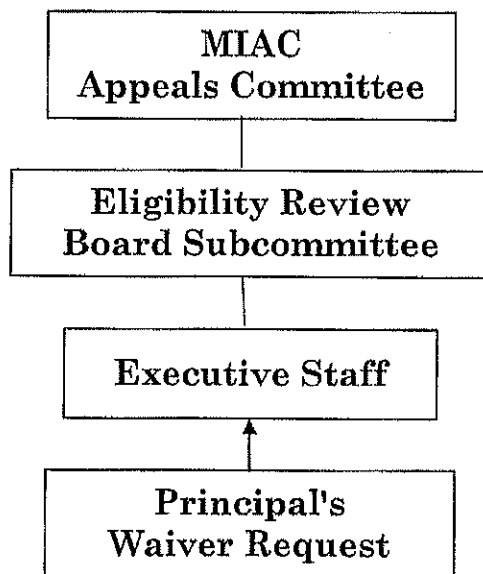 MIAC
Appeals Committee
Eligibility Review
Board Subcommittee
Executive Staff
Principal's
Waiver Request